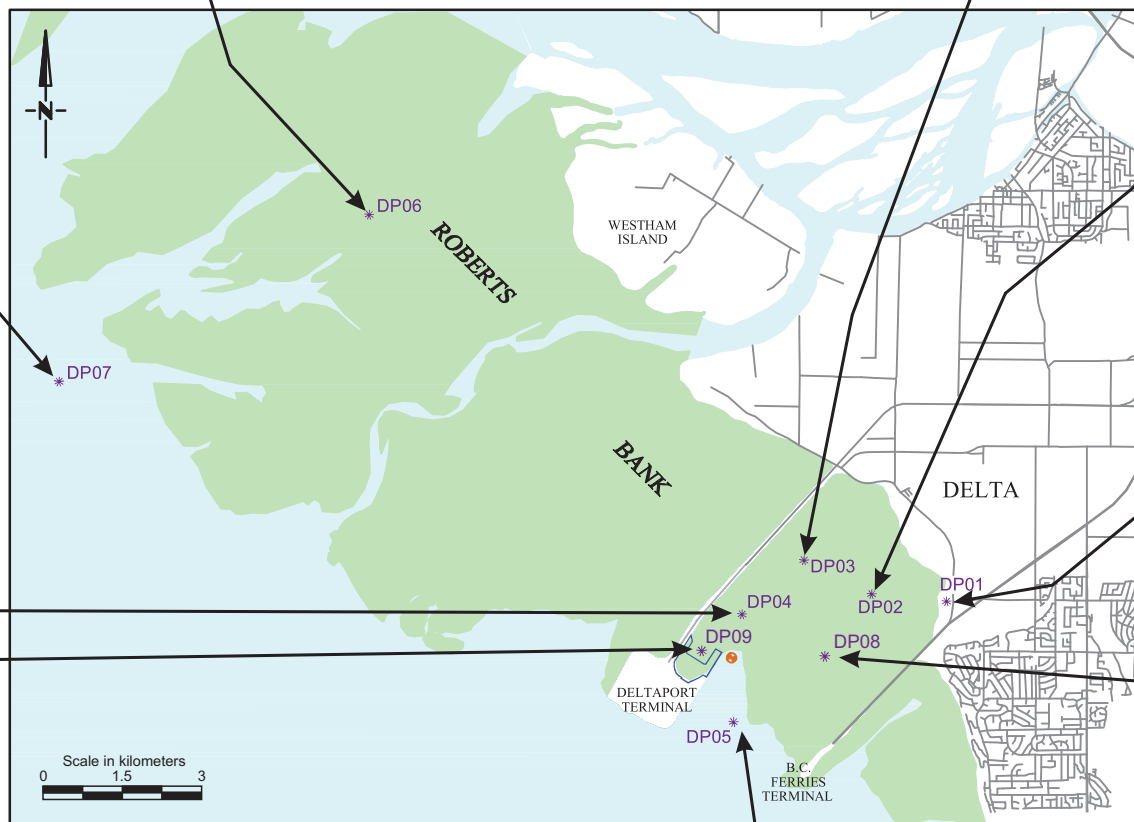 N
DP06
WESTHAM
ISLAND
ROBERTS
DP07
BANK
DELTA
DP03
DP01
DP02
DP04
DP09
DP08
DELTAPORT
TERMINAL
DP05
Scale in kilometers
0 1.5 3
B.C.
FERRIES
TERMINAL